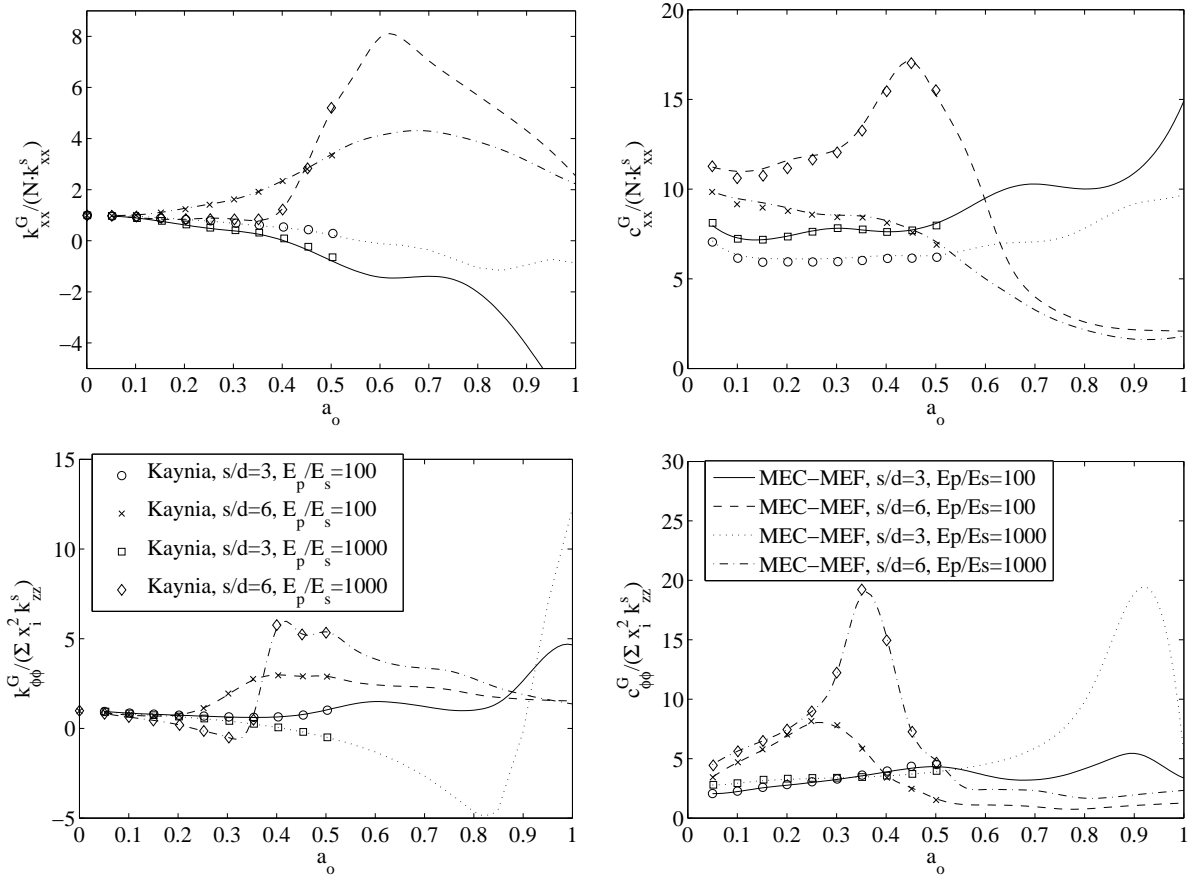 8
6
4
2
0
−2
−4
k^G_xx/(N·k^s_xx)
0 0.1 0.2 0.3 0.4 0.5 0.6 0.7 0.8 0.9 1
a_o
20
15
10
5
0
c^G_xx/(N·k^s_xx)
0 0.1 0.2 0.3 0.4 0.5 0.6 0.7 0.8 0.9 1
a_o
15
10
5
0
−5
k^G_ϕϕ/(Σ x_i^2 k^s_zz)
Kaynia, s/d=3, E_p/E_s=100
Kaynia, s/d=6, E_p/E_s=100
Kaynia, s/d=3, E_p/E_s=1000
Kaynia, s/d=6, E_p/E_s=1000
0 0.1 0.2 0.3 0.4 0.5 0.6 0.7 0.8 0.9 1
a_o
30
25
20
15
10
5
0
c^G_ϕϕ/(Σ x_i^2 k^s_zz)
MEC−MEF, s/d=3, Ep/Es=100
MEC−MEF, s/d=6, Ep/Es=100
MEC−MEF, s/d=3, Ep/Es=1000
MEC−MEF, s/d=6, Ep/Es=1000
0 0.1 0.2 0.3 0.4 0.5 0.6 0.7 0.8 0.9 1
a_o